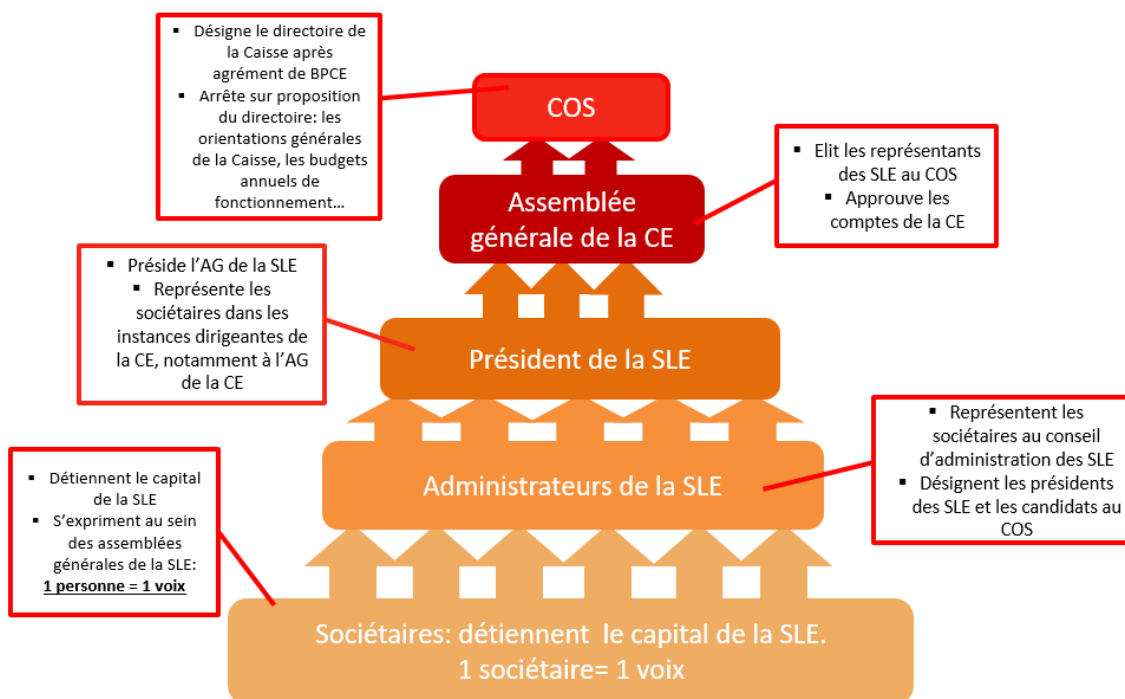 ▪ Désigne le directoire de
la Caisse après
agrément de BPCE
▪ Arrête sur proposition
du directoire: les
orientations générales
de la Caisse, les budgets
annuels de
fonctionnement…
COS
▪ Elit les représentants
des SLE au COS
▪ Approuve les
comptes de la CE
Assemblée
générale de la CE
▪ Préside l’AG de la SLE
▪ Représente les
sociétaires dans les
instances dirigeantes de
la CE, notamment à l’AG
de la CE
Président de la SLE
▪ Représentent les
sociétaires au conseil
d’administration des SLE
▪ Désignent les présidents
des SLE et les candidats au
COS
Administrateurs de la SLE
▪ Détiennent le capital
de la SLE
▪ S’expriment au sein
des assemblées
générales de la SLE:
1 personne = 1 voix
Sociétaires: détiennent le capital de la SLE.
1 sociétaire= 1 voix